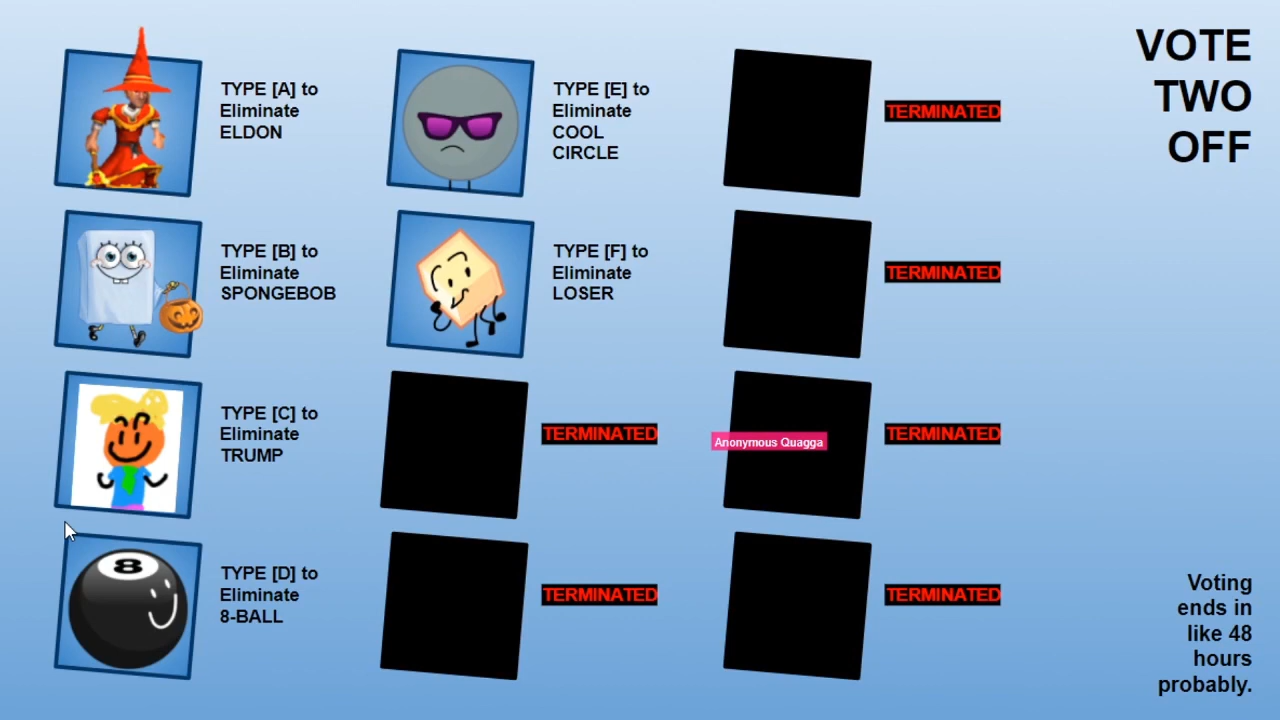 TYPE [A] to
Eliminate
ELDON
TYPE [B] to
Eliminate
SPONGEBOB
TYPE [C] to
Eliminate
TRUMP
8
TYPE [D] to
Eliminate
8-BALL
TYPE [E] to
Eliminate
COOL
CIRCLE
TYPE [F] to
Eliminate
LOSER
TERMINATED
TERMINATED
TERMINATED
TERMINATED
Anonymous Quagga
TERMINATED
TERMINATED
VOTE
TWO
OFF
Voting
ends in
like 48
hours
probably.